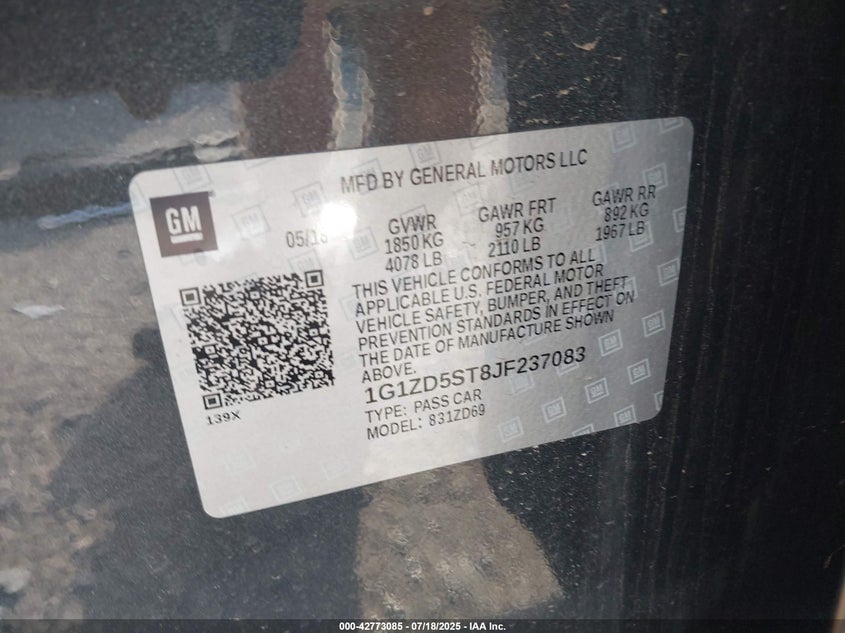 MFD BY GENERAL MOTORS LLC
GM
05/18 GVWR GAWR FRT GAWR RR
1850 KG 957 KG 892 KG
4078 LB 2110 LB 1967 LB
THIS VEHICLE CONFORMS TO ALL
APPLICABLE U.S. FEDERAL MOTOR
VEHICLE SAFETY, BUMPER, AND THEFT
PREVENTION STANDARDS IN EFFECT ON
THE DATE OF MANUFACTURE SHOWN
ABOVE.
1G1ZD5ST8JF237083
TYPE: PASS CAR
MODEL: 831ZD69
139X
000-42773085 - 07/18/2025 - IAA Inc.